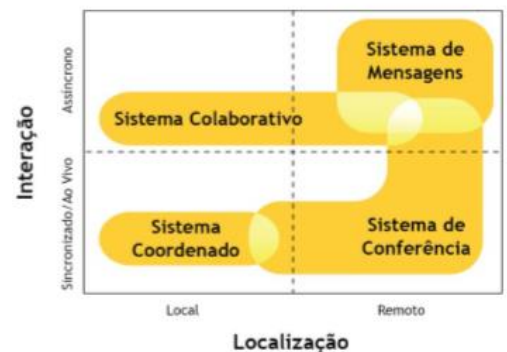 Interação
Assíncrono
Sincronizado/Ao Vivo
Sistema de
Mensagens
Sistema Colaborativo
Sistema
Coordenado
Sistema de
Conferência
Local
Remoto
Localização